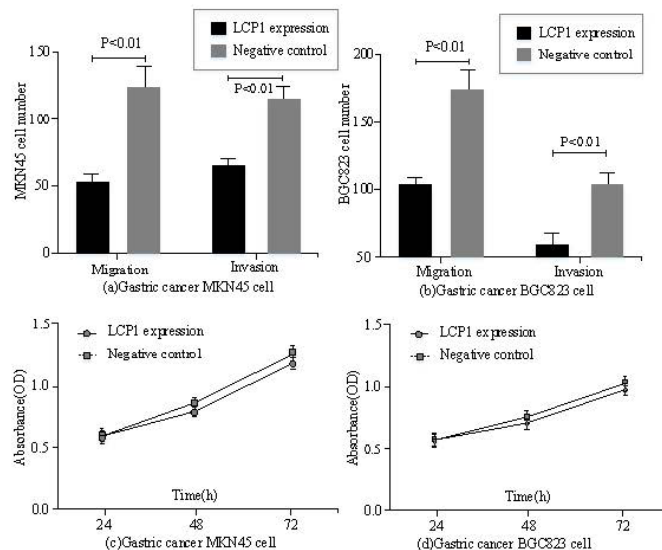 LCP1 expression
Negative control
150
100
50
0
MKN45 cell number
P<0.01
P<0.01
Migration
Invasion
(a)Gastric cancer MKN45 cell
LCP1 expression
Negative control
200
150
100
50
BGC823 cell number
P<0.01
P<0.01
Migration
Invasion
(b)Gastric cancer BGC823 cell
1.5
1.0
0.5
0.0
Absorbance(OD)
LCP1 expression
Negative control
Time(h)
24
48
72
(c)Gastric cancer MKN45 cell
1.5
1.0
0.5
0.0
Absorbance(OD)
LCP1 expression
Negative control
Time(h)
24
48
72
(d)Gastric cancer BGC823 cell